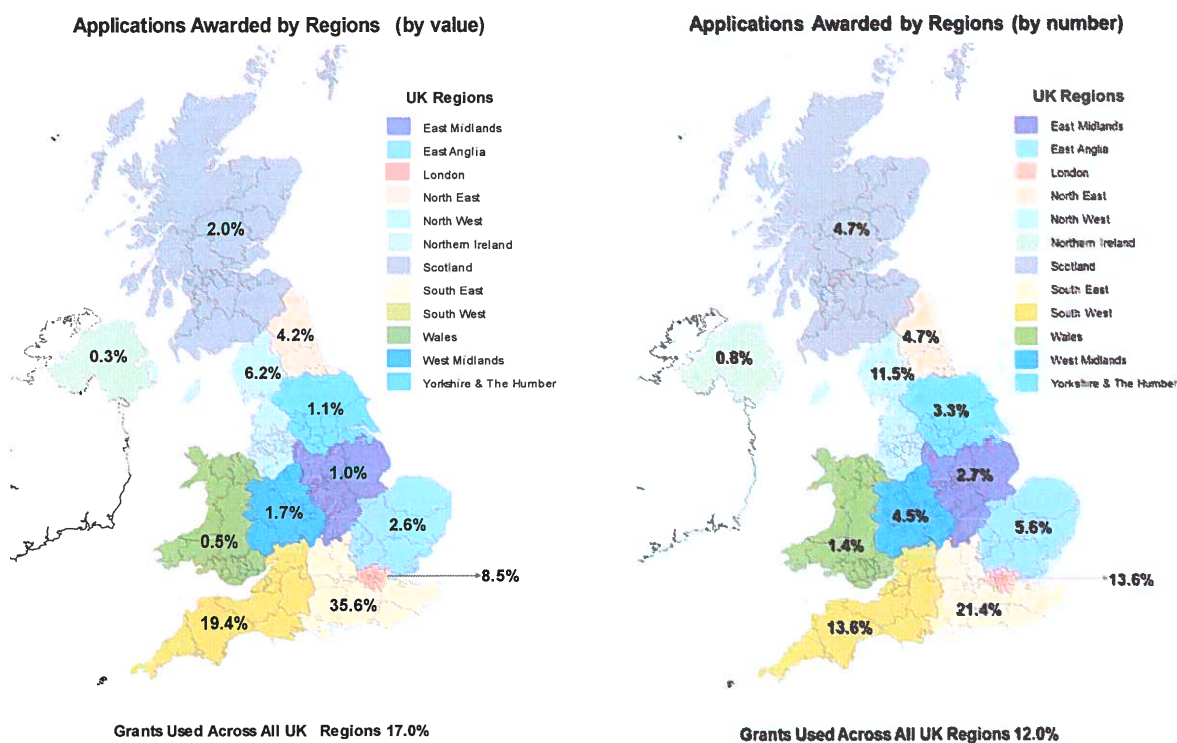 Applications Awarded by Regions (by value)
UK Regions
East Midlands
East Anglia
London
North East
North West
Northern Ireland
Scotland
South East
South West
Wales
West Midlands
Yorkshire & The Humber
2.0%
4.2%
0.3%
6.2%
1.1%
1.0%
1.7%
2.6%
0.5%
8.5%
35.6%
19.4%
Grants Used Across All UK Regions 17.0%
Applications Awarded by Regions (by number)
UK Regions
East Midlands
East Anglia
London
North East
North West
Northern Ireland
Scotland
South East
South West
Wales
West Midlands
Yorkshire & The Humber
4.7%
4.7%
0.8%
11.5%
3.3%
2.7%
4.5%
5.6%
1.4%
13.6%
21.4%
13.6%
Grants Used Across All UK Regions 12.0%